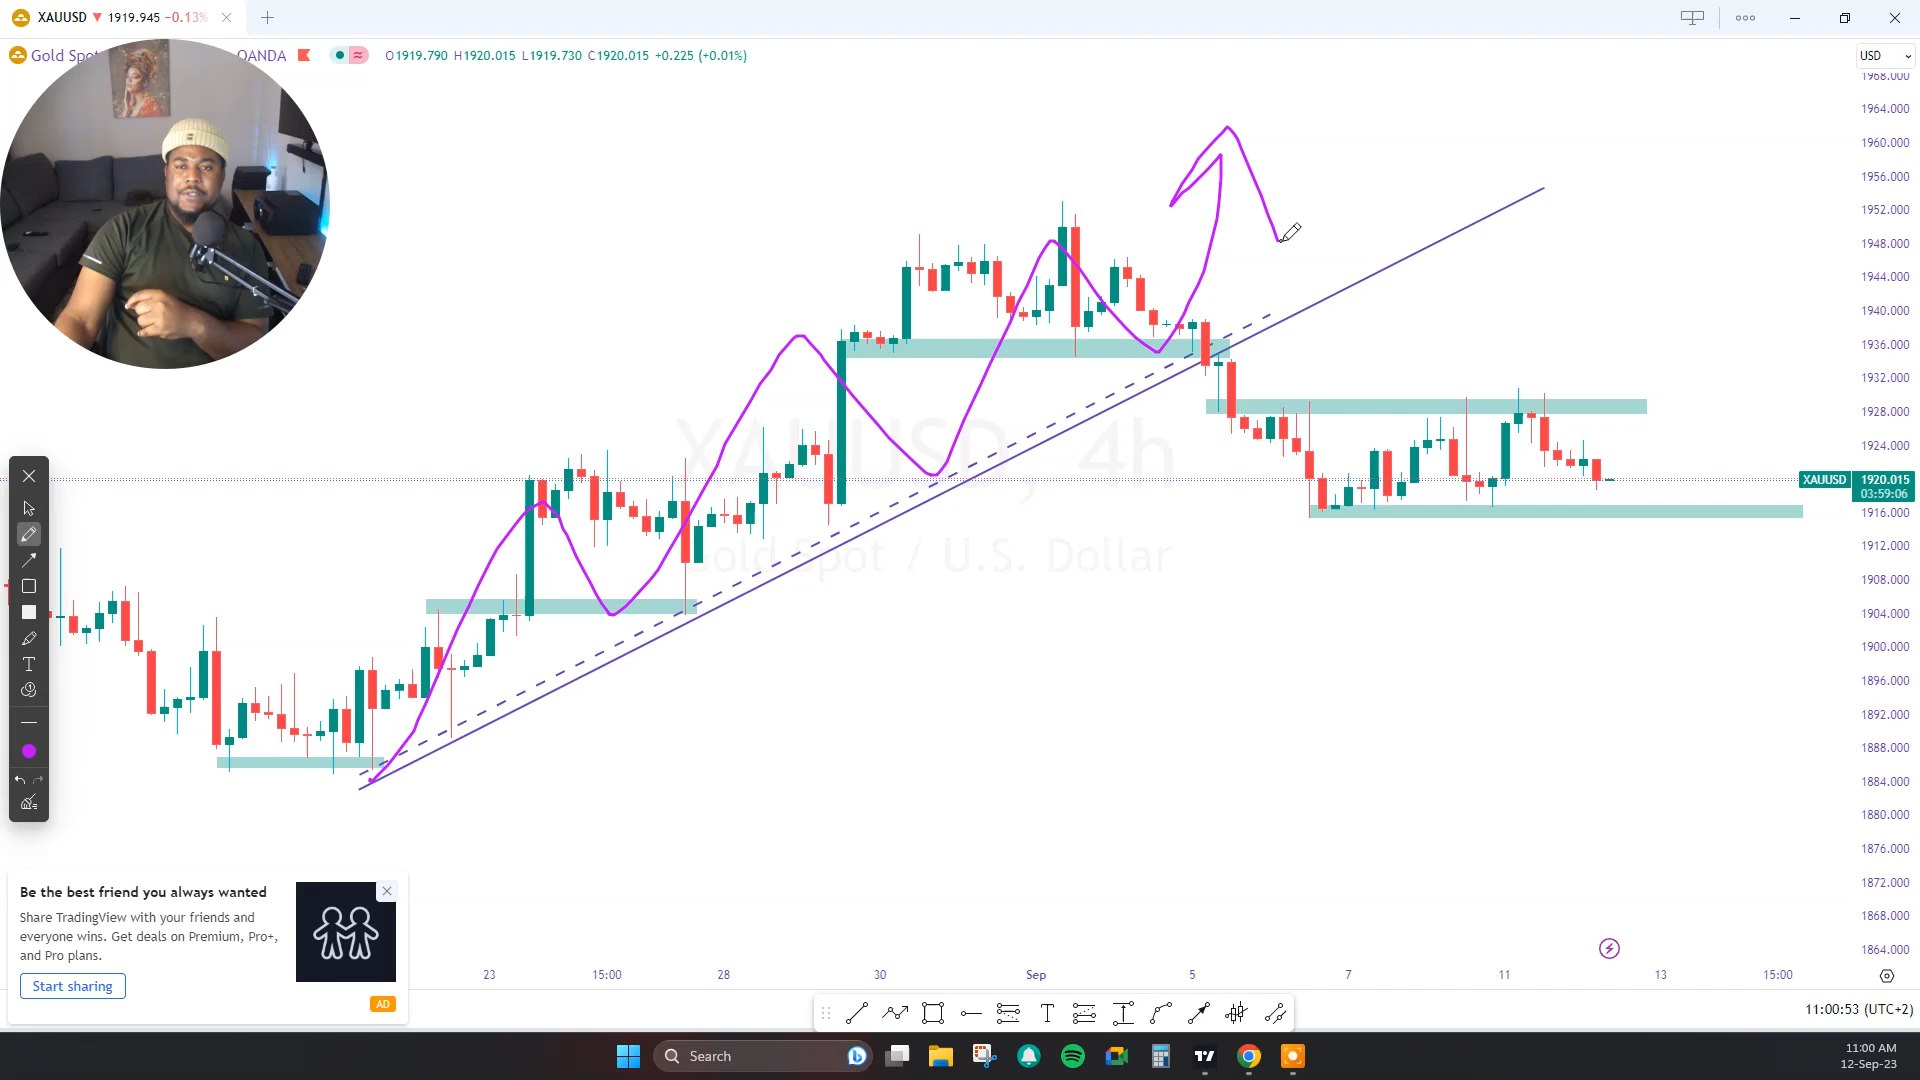 XAUUSD ▼ 1919.945 −0.13%
OANDA O1919.790 H1920.015 L1919.730 C1920.015 +0.225 (+0.01%)
Gold
USD
1968.000
1964.000
1960.000
1956.000
1952.000
1948.000
1944.000
1940.000
1936.000
1932.000
1928.000
1924.000
XAUUSD 1920.015
03:59:06
1916.000
1912.000
1908.000
1904.000
1900.000
1896.000
1892.000
1888.000
1884.000
1880.000
1876.000
1872.000
1868.000
1864.000
XAUUSD, 4h
Gold Spot / U.S. Dollar
T
Be the best friend you always wanted
Share TradingView with your friends and
everyone wins. Get deals on Premium, Pro+,
and Pro plans.
Start sharing
AD
23 15:00 28 30 Sep 5 7 11 13 15:00
T
11:00:53 (UTC+2)
Search
11:00 AM
12-Sep-23